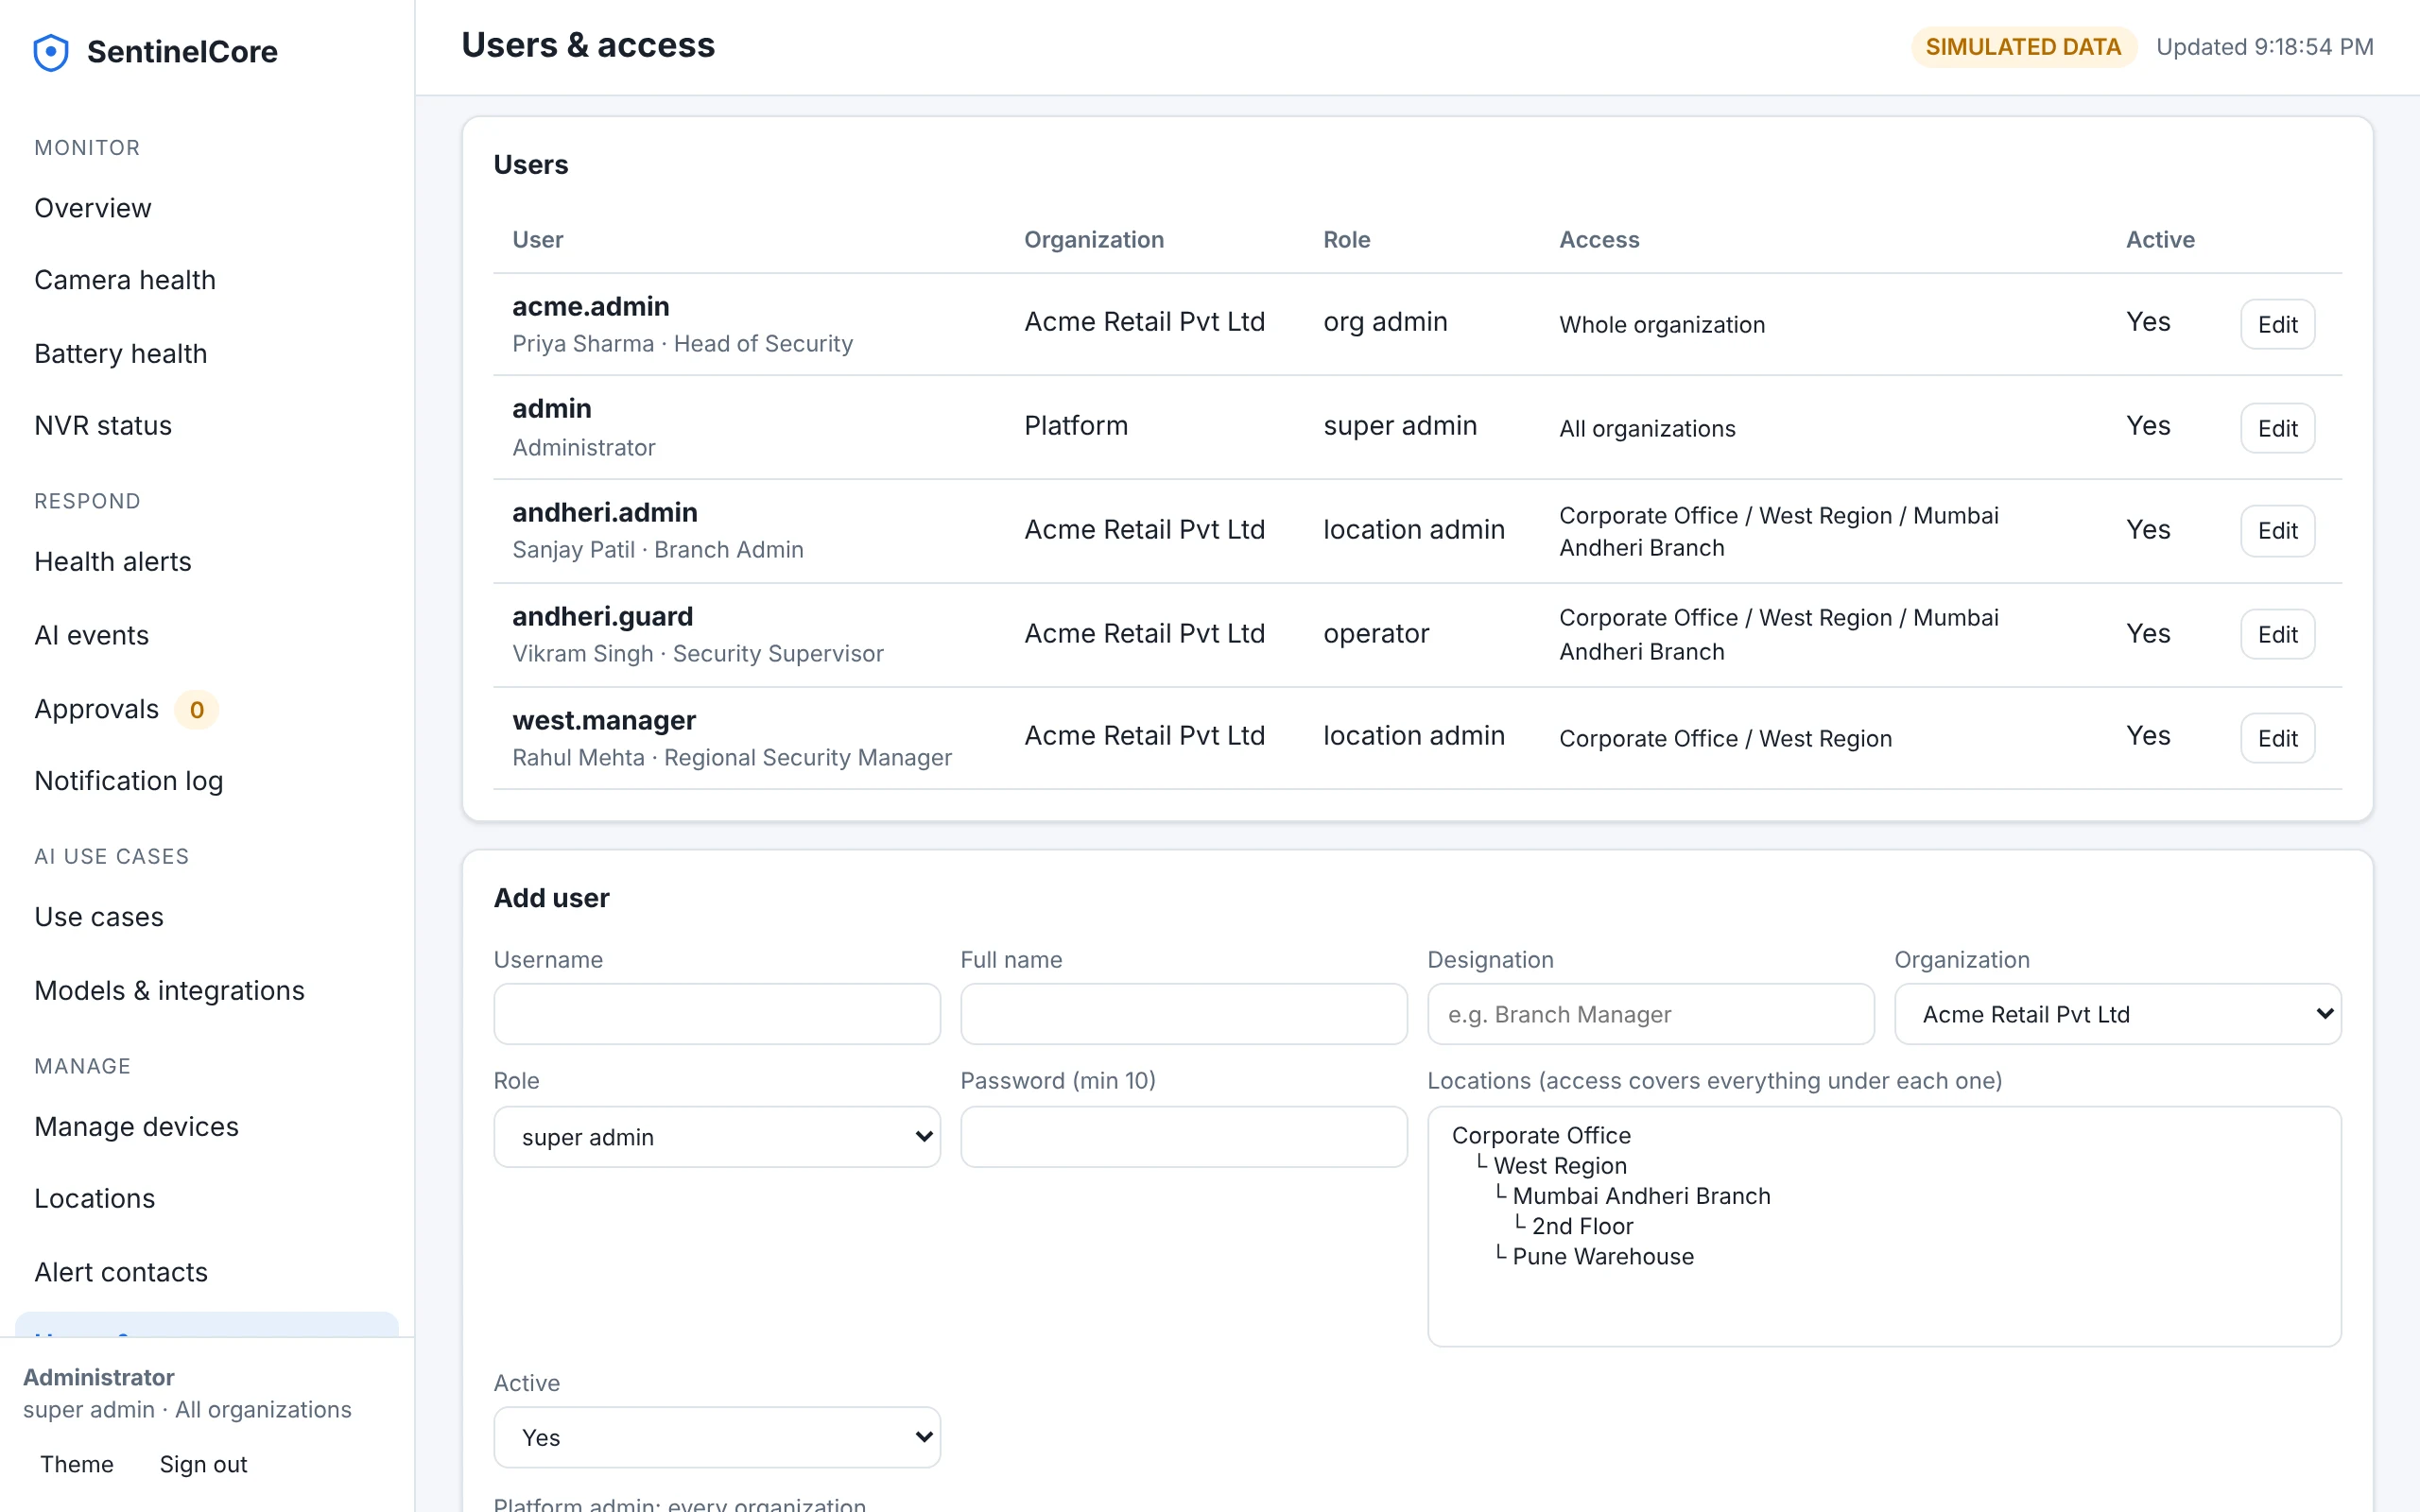 SentinelCore
MONITOR
Overview
Camera health
Battery health
NVR status
RESPOND
Health alerts
AI events
Approvals 0
Notification log
AI USE CASES
Use cases
Models & integrations
MANAGE
Manage devices
Locations
Alert contacts
Administrator
super admin · All organizations
Theme Sign out
Users & access
SIMULATED DATA Updated 9:18:54 PM
Users
User Organization Role Access Active
acme.admin
Priya Sharma · Head of Security
Acme Retail Pvt Ltd org admin Whole organization Yes Edit
admin
Administrator
Platform super admin All organizations Yes Edit
andheri.admin
Sanjay Patil · Branch Admin
Acme Retail Pvt Ltd location admin
Corporate Office / West Region / Mumbai
Andheri Branch
Yes Edit
andheri.guard
Vikram Singh · Security Supervisor
Acme Retail Pvt Ltd operator
Corporate Office / West Region / Mumbai
Andheri Branch
Yes Edit
west.manager
Rahul Mehta · Regional Security Manager
Acme Retail Pvt Ltd location admin Corporate Office / West Region Yes Edit
Add user
Username Full name Designation Organization
e.g. Branch Manager Acme Retail Pvt Ltd
Role Password (min 10) Locations (access covers everything under each one)
super admin
Corporate Office
└ West Region
└ Mumbai Andheri Branch
└ 2nd Floor
└ Pune Warehouse
Active
Yes
Platform admin: every organization